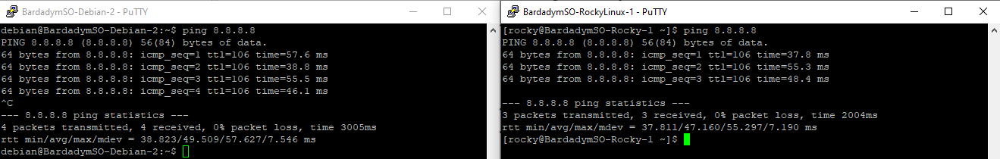 BardadymSO-Debian-2 - PuTTY
debian@BardadymSO-Debian-2:~$ ping 8.8.8.8
PING 8.8.8.8 (8.8.8.8) 56(84) bytes of data.
64 bytes from 8.8.8.8: icmp_seq=1 ttl=106 time=57.6 ms
64 bytes from 8.8.8.8: icmp_seq=2 ttl=106 time=38.8 ms
64 bytes from 8.8.8.8: icmp_seq=3 ttl=106 time=55.5 ms
64 bytes from 8.8.8.8: icmp_seq=4 ttl=106 time=46.1 ms
^C
--- 8.8.8.8 ping statistics ---
4 packets transmitted, 4 received, 0% packet loss, time 3005ms
rtt min/avg/max/mdev = 38.823/49.509/57.627/7.546 ms
debian@BardadymSO-Debian-2:~$
BardadymSO-RockyLinux-1 - PuTTY
[rocky@BardadymSO-Rocky-1 ~]$ ping 8.8.8.8
PING 8.8.8.8 (8.8.8.8) 56(84) bytes of data.
64 bytes from 8.8.8.8: icmp_seq=1 ttl=106 time=37.8 ms
64 bytes from 8.8.8.8: icmp_seq=2 ttl=106 time=55.3 ms
64 bytes from 8.8.8.8: icmp_seq=3 ttl=106 time=48.4 ms
--- 8.8.8.8 ping statistics ---
3 packets transmitted, 3 received, 0% packet loss, time 2004ms
rtt min/avg/max/mdev = 37.811/47.160/55.297/7.190 ms
[rocky@BardadymSO-Rocky-1 ~]$